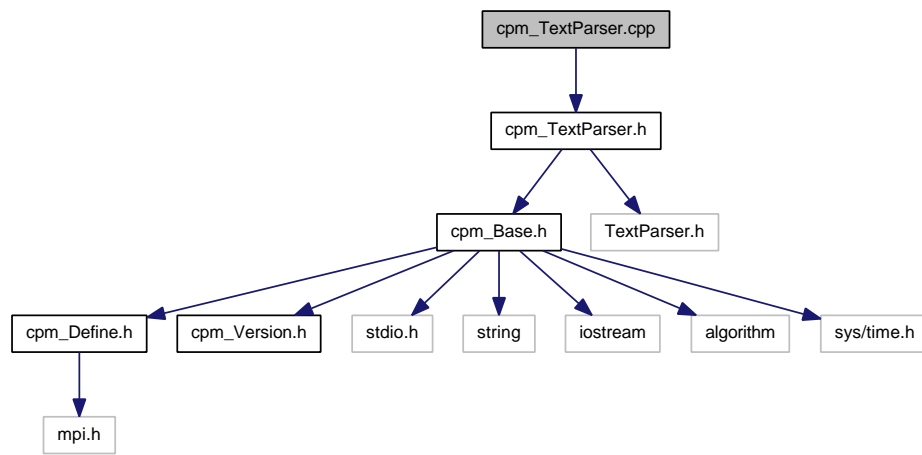 cpm_TextParser.cpp
cpm_TextParser.h
cpm_Base.h
TextParser.h
cpm_Define.h
cpm_Version.h
stdio.h
string
iostream
algorithm
sys/time.h
mpi.h